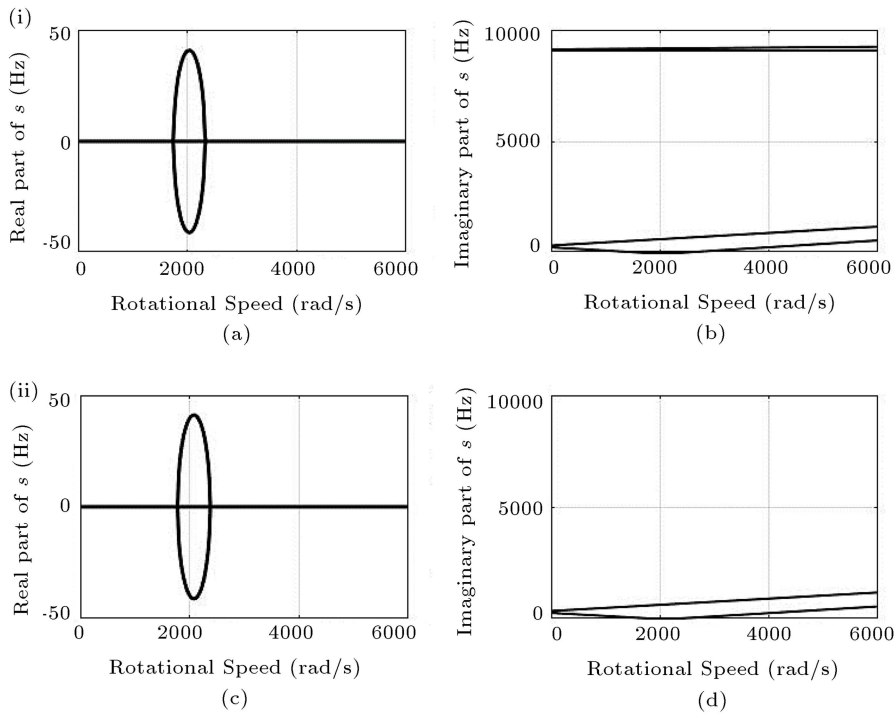 (i)
50
0
-50
Real part of s (Hz)
0 2000 4000 6000
Rotational Speed (rad/s)
(a)
10000
5000
0
Imaginary part of s (Hz)
0 2000 4000 6000
Rotational Speed (rad/s)
(b)
(ii)
50
0
-50
Real part of s (Hz)
0 2000 4000 6000
Rotational Speed (rad/s)
(c)
10000
5000
0
Imaginary part of s (Hz)
0 2000 4000 6000
Rotational Speed (rad/s)
(d)